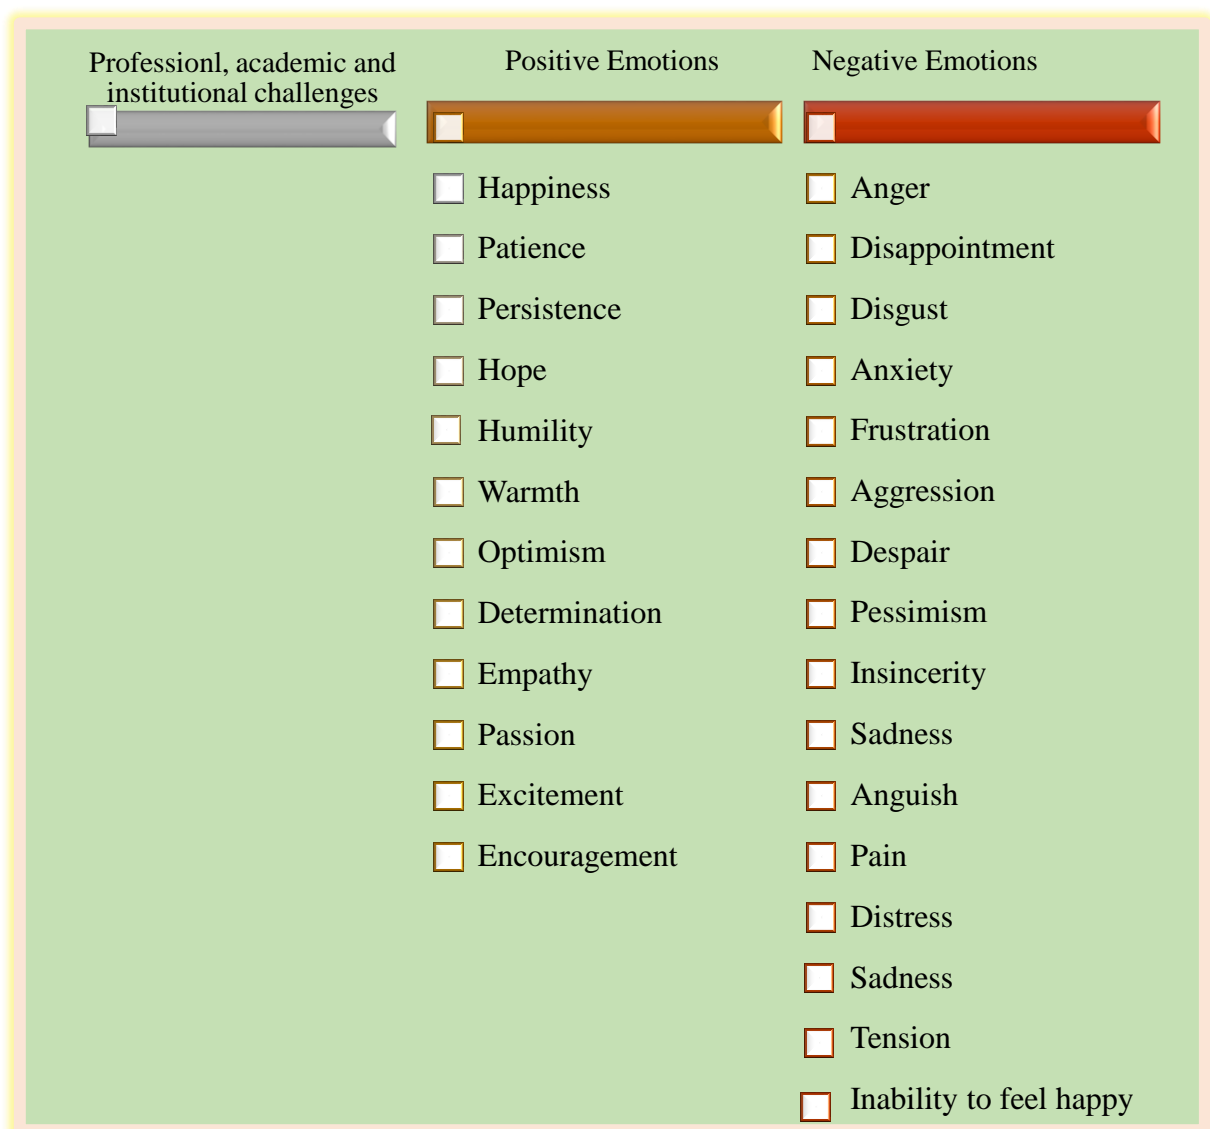 Professionl, academic and
institutional challenges
Positive Emotions
Happiness
Patience
Persistence
Hope
Humility
Warmth
Optimism
Determination
Empathy
Passion
Excitement
Encouragement
Negative Emotions
Anger
Disappointment
Disgust
Anxiety
Frustration
Aggression
Despair
Pessimism
Insincerity
Sadness
Anguish
Pain
Distress
Sadness
Tension
Inability to feel happy